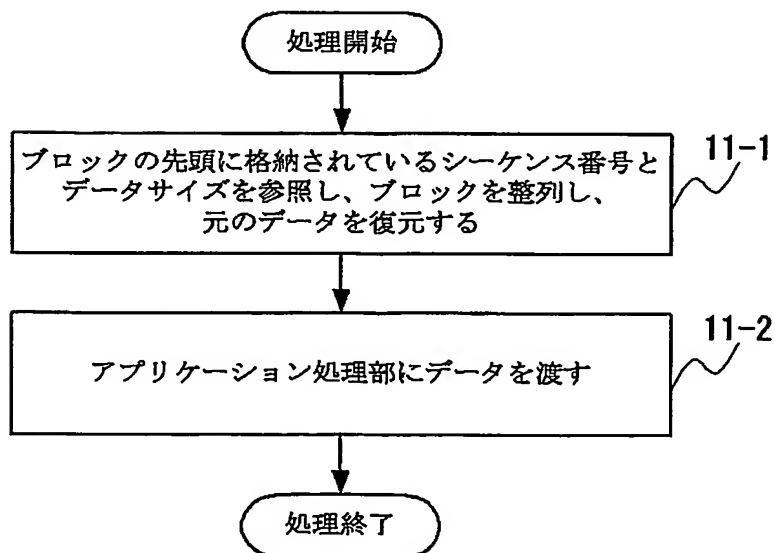 処理開始
ブロックの先頭に格納されているシーケンス番号と
データサイズを参照し、ブロックを整列し、
元のデータを復元する
11-1
アプリケーション処理部にデータを渡す
11-2
処理終了